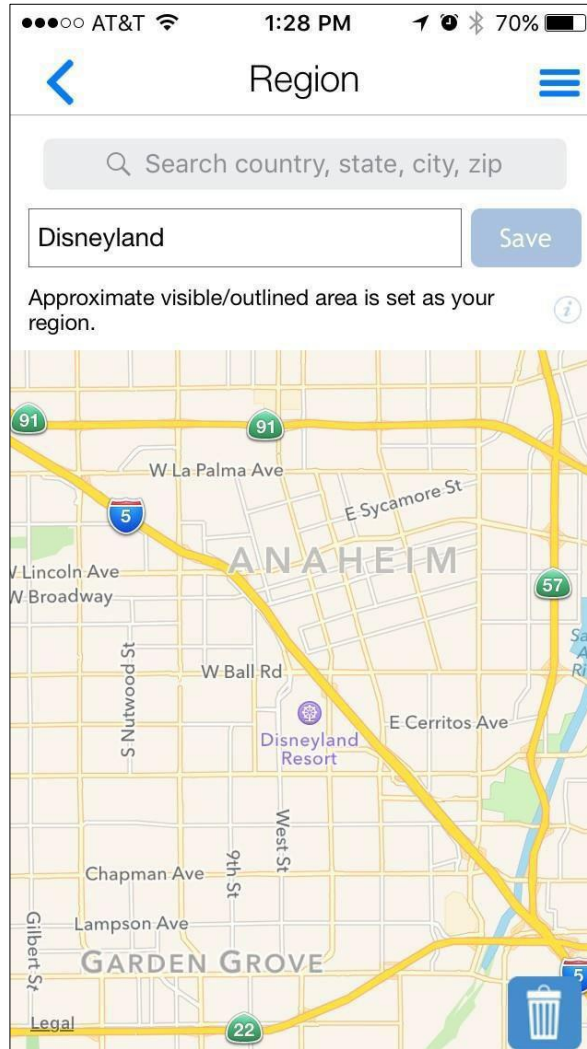 AT&T 1:28 PM 70%
Region
Search country, state, city, zip
Disneyland
Save
Approximate visible/outlined area is set as your
region.
i
91
91
W La Palma Ave
E Sycamore St
5
ANAHEIM
W Lincoln Ave
W Broadway
57
S Nutwood St
W Ball Rd
E Cerritos Ave
Disneyland
Resort
West St
9th St
Chapman Ave
Lampson Ave
Gilbert St
GARDEN GROVE
5
Legal
22